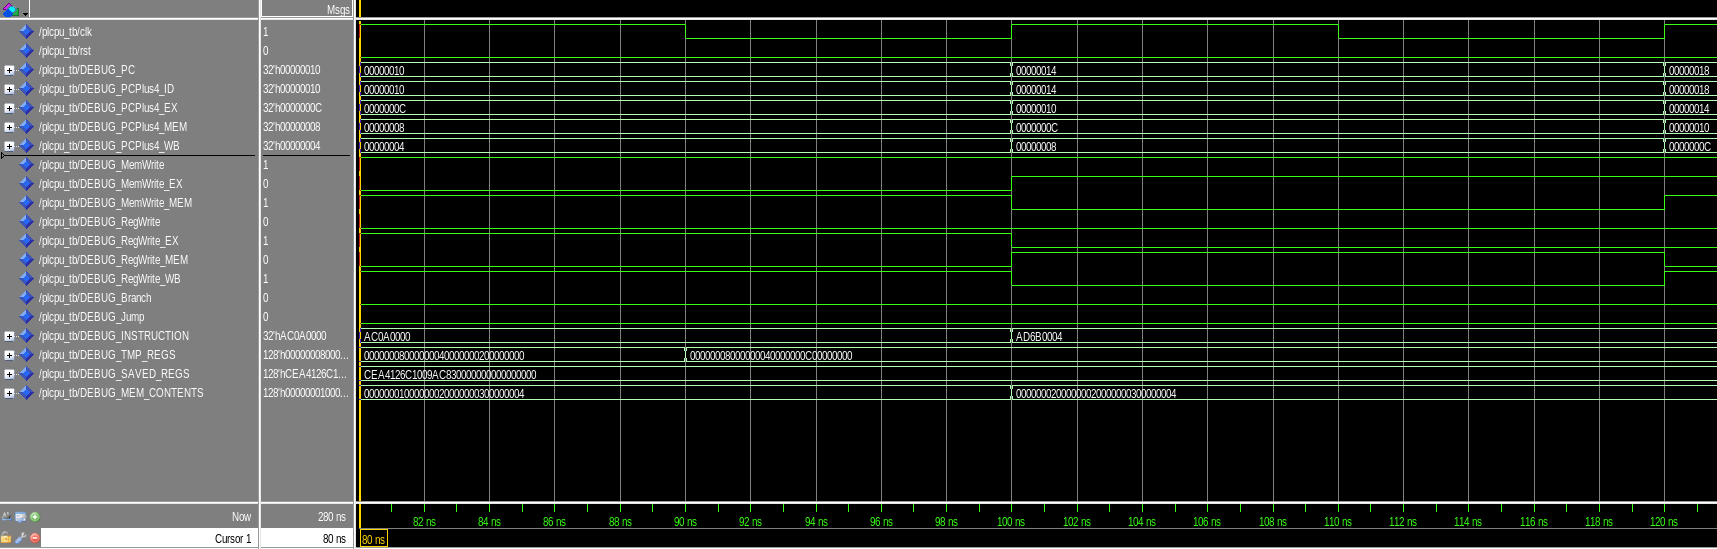 Msgs
/plcpu_tb/clk 1
/plcpu_tb/rst 0
/plcpu_tb/DEBUG_PC 32'h00000010 00000010 00000014 00000018
/plcpu_tb/DEBUG_PCPlus4_ID 32'h00000010 00000010 00000014 00000018
/plcpu_tb/DEBUG_PCPlus4_EX 32'h0000000C 0000000C 00000010 00000014
/plcpu_tb/DEBUG_PCPlus4_MEM 32'h00000008 00000008 0000000C 00000010
/plcpu_tb/DEBUG_PCPlus4_WB 32'h00000004 00000004 00000008 0000000C
/plcpu_tb/DEBUG_MemWrite 1
/plcpu_tb/DEBUG_MemWrite_EX 0
/plcpu_tb/DEBUG_MemWrite_MEM 1
/plcpu_tb/DEBUG_RegWrite 0
/plcpu_tb/DEBUG_RegWrite_EX 1
/plcpu_tb/DEBUG_RegWrite_MEM 0
/plcpu_tb/DEBUG_RegWrite_WB 1
/plcpu_tb/DEBUG_Branch 0
/plcpu_tb/DEBUG_Jump 0
/plcpu_tb/DEBUG_INSTRUCTION 32'hAC0A0000 AC0A0000 AD6B0004
/plcpu_tb/DEBUG_TMP_REGS 128'h00000008000... 00000008000000040000000200000000 00000008000000040000000C00000000
/plcpu_tb/DEBUG_SAVED_REGS 128'hCEA4126C1... CEA4126C1009AC830000000000000000
/plcpu_tb/DEBUG_MEM_CONTENTS 128'h00000001000... 00000001000000020000000300000004 00000002000000020000000300000004
Now 280 ns 82 ns 84 ns 86 ns 88 ns 90 ns 92 ns 94 ns 96 ns 98 ns 100 ns 102 ns 104 ns 106 ns 108 ns 110 ns 112 ns 114 ns 116 ns 118 ns 120 ns
Cursor 1 80 ns 80 ns